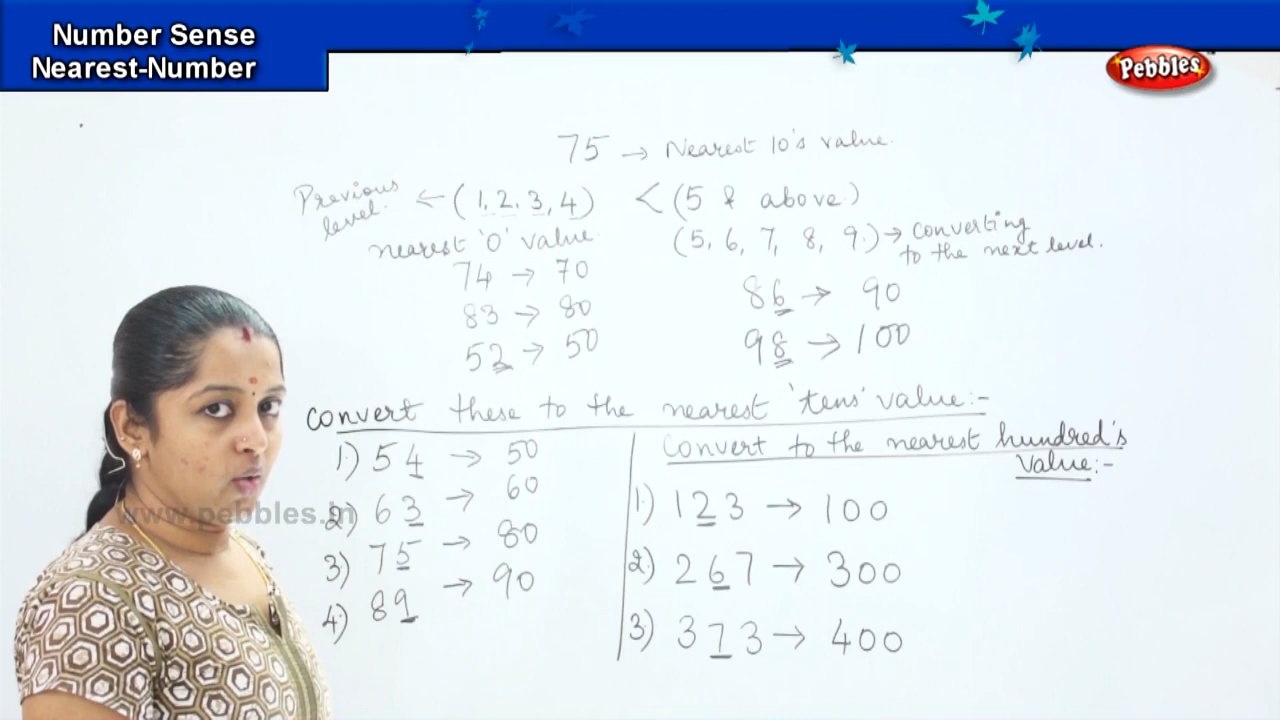 Number Sense
Nearest-Number
Pebbles
75 → Nearest 10's value.
Previous level. ← (1, 2, 3, 4) < (5 & above.)
nearest '0' value. (5, 6, 7, 8, 9.) → converting to the next level.
74 → 70
83 → 80
52 → 50
86 → 90
98 → 100
convert these to the nearest 'tens' value:-
1) 54 → 50
2) 63 → 60
3) 75 → 80
4) 89 → 90
Convert to the nearest hundred's
value:-
1) 123 → 100
2) 267 → 300
3) 373 → 400
www.pebbles.in